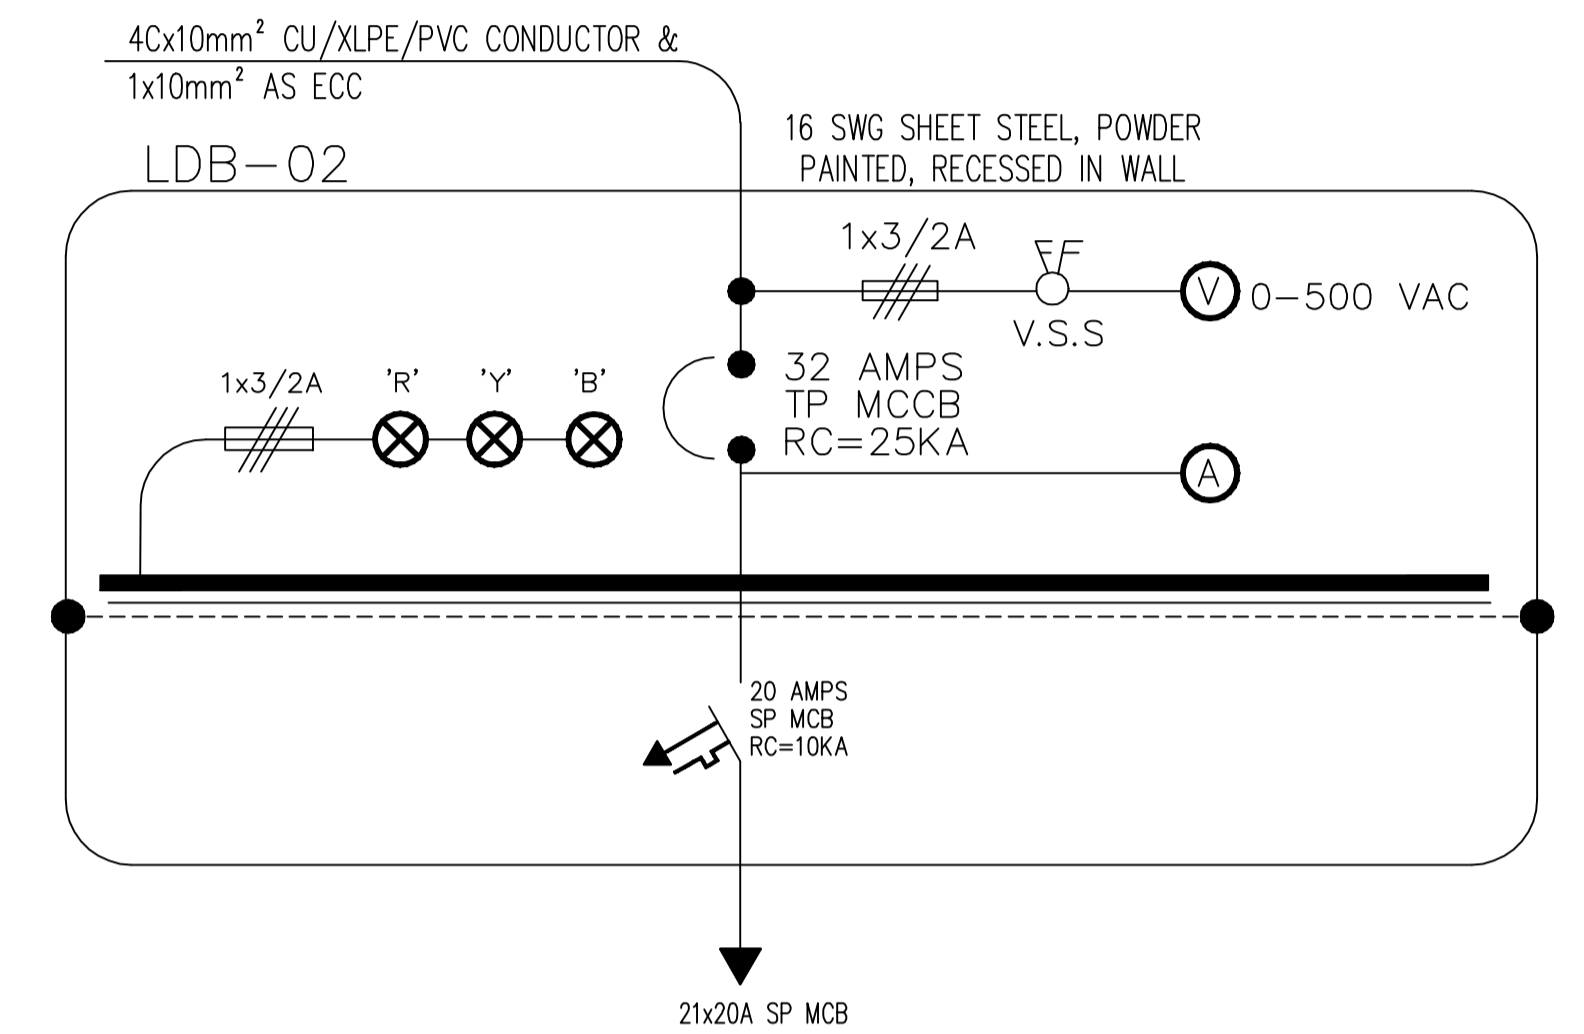 4Cx10mm² CU/XLPE/PVC CONDUCTOR &
1x10mm² AS ECC
LDB-02
16 SWG SHEET STEEL, POWDER
PAINTED, RECESSED IN WALL
1x3/2A
V
0-500 VAC
V.S.S
32 AMPS
TP MCCB
RC=25KA
1x3/2A
'R'
'Y'
'B'
A
20 AMPS
SP MCB
RC=10KA
21x20A SP MCB